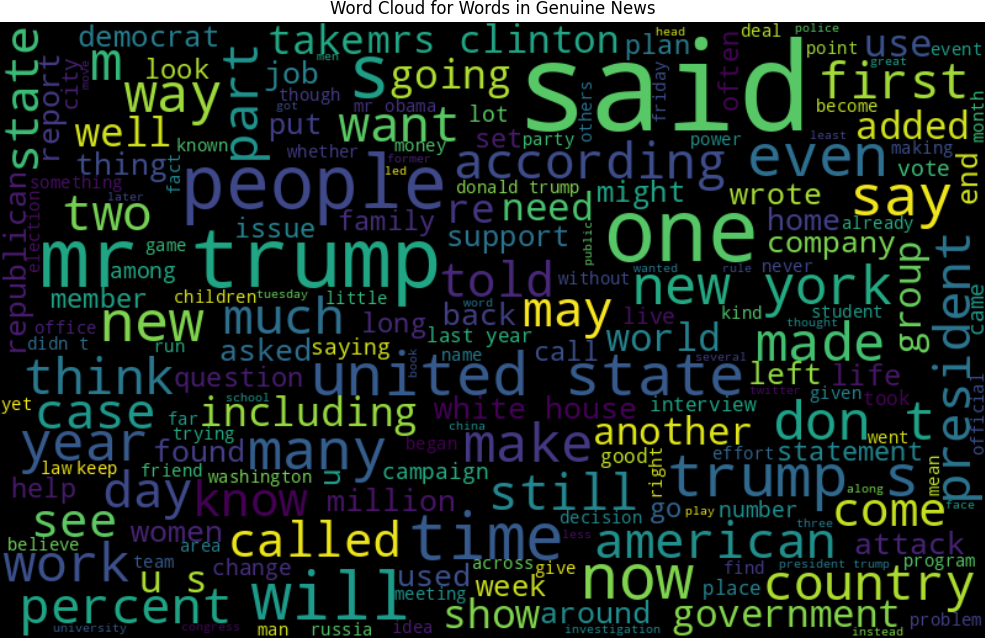 Word Cloud for Words in Genuine News
state
democrat
takemrs clinton
plan
often
deal
head
police
point
use
event
great
report
city
move
m
look
way
part
job
men
s
going
though
got
mr obama
said
others
friday
first
become
added
month
well
known
put
want
lot
set
party
power
least
making
thing
fact
whether
money
former
led
people
according
even
vote
end
say
republican
something
later
donald trump
might
wrote
two
election
family
re
need
one
home
already
issue
support
public
company
never
mr trump
game
among
told
without
wanted
rule
new york
group
president
came
member
children
tuesday
little
word
back
may
live
kind
student
thought
new
much
long
last year
world
made
office
didn t
run
asked
saying
name
call
several
think
question
book
united state
left
life
twitter
given
took
official
yet
case
far
school
including
white house
interview
trying
china
another
don t
went
year
found
many
began
make
good
right
effort
statement
mean
law
keep
friend
washington
u
campaign
trump s
along
face
help
day
know
million
still
go
play
number
come
see
women
decision
three
believe
area
called
time
less
american
attack
work
team
change
across
give
find
president trump
program
u s
used
meeting
week
now
place
country
percent
will
show
around
government
problem
university
congress
man
russia
idea
investigation
instead